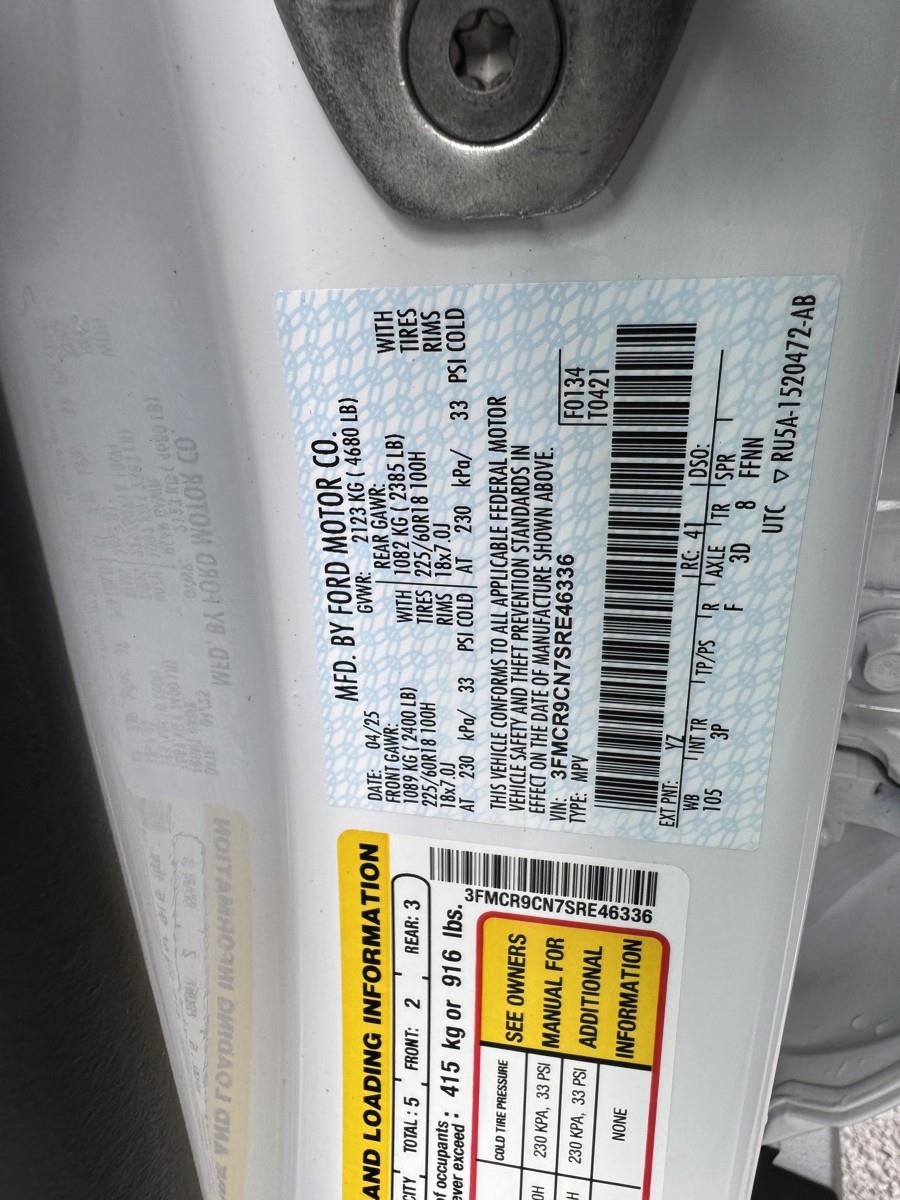 MFD. BY FORD MOTOR CO.
DATE: 04/25 GVWR: 2123 KG ( 4680 LB)
FRONT GAWR: REAR GAWR:
1089 KG ( 2400 LB) WITH 1082 KG ( 2385 LB) WITH
225/60R18 100H TIRES 225/60R18 100H TIRES
18x7.0J RIMS 18x7.0J RIMS
AT 230 kPa/ 33 PSI COLD AT 230 kPa/ 33 PSI COLD
THIS VEHICLE CONFORMS TO ALL APPLICABLE FEDERAL MOTOR
VEHICLE SAFETY AND THEFT PREVENTION STANDARDS IN
EFFECT ON THE DATE OF MANUFACTURE SHOWN ABOVE.
VIN: 3FMCR9CN7SRE46336 F0134
TYPE: MPV T0421
EXT PNT: YZ RC: 41 DSO:
WB INT TR TP/PS R AXLE TR SPR
105 3P F 3D 8 FFNN
UTC ▽ RU5A-1520472-AB
AND LOADING INFORMATION
TOTAL : 5 FRONT: 2 REAR: 3
of occupants
ever exceed : 415 kg or 916 lbs.
3FMCR9CN7SRE46336
COLD TIRE PRESSURE
230 KPA, 33 PSI
230 KPA, 33 PSI
NONE
SEE OWNERS
MANUAL FOR
ADDITIONAL
INFORMATION